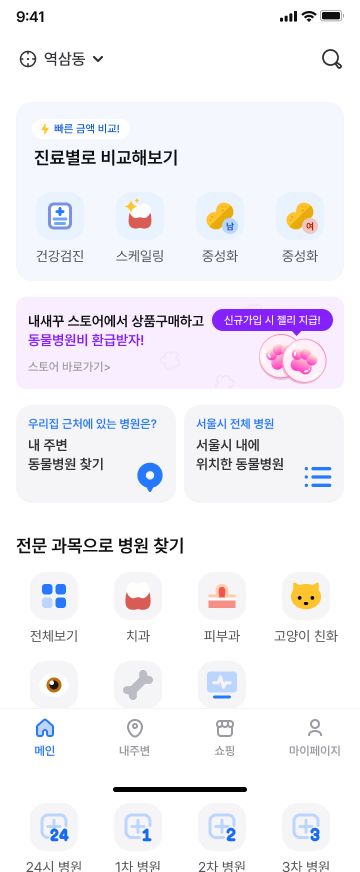 9:41
역삼동
빠른 금액 비교!
진료별로 비교해보기
남
여
건강검진
스케일링
중성화
중성화
내새꾸 스토어에서 상품구매하고
신규가입 시 젤리 지급!
동물병원비 환급받자!
스토어 바로가기>
우리집 근처에 있는 병원은?
내 주변
동물병원 찾기
서울시 전체 병원
서울시 내에
위치한 동물병원
전문 과목으로 병원 찾기
전체보기
치과
피부과
고양이 친화
메인
내주변
쇼핑
마이페이지
24
1
2
3
24시 병원
1차 병원
2차 병원
3차 병원